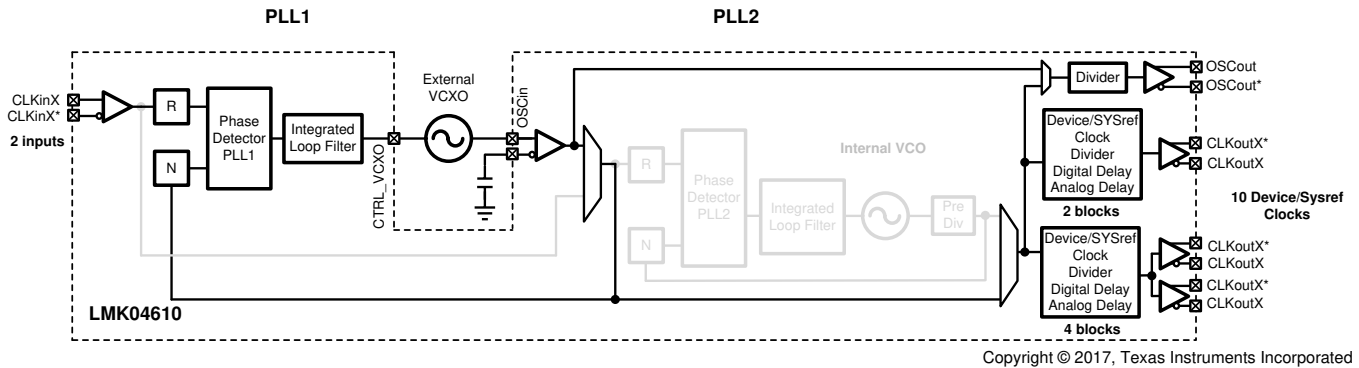 PLL1
PLL2
CLKinX
CLKinX*
2 inputs
R
N
Phase
Detector
PLL1
Integrated
Loop Filter
CTRL_VCXO
External
VCXO
OSCin
R
N
Phase
Detector
PLL2
Integrated
Loop Filter
Internal VCO
Pre
Div
Divider
OSCout
OSCout*
Device/SYSref
Clock
Divider
Digital Delay
Analog Delay
2 blocks
CLKoutX*
CLKoutX
10 Device/Sysref
Clocks
Device/SYSref
Clock
Divider
Digital Delay
Analog Delay
4 blocks
CLKoutX*
CLKoutX
CLKoutX*
CLKoutX
LMK04610
Copyright © 2017, Texas Instruments Incorporated